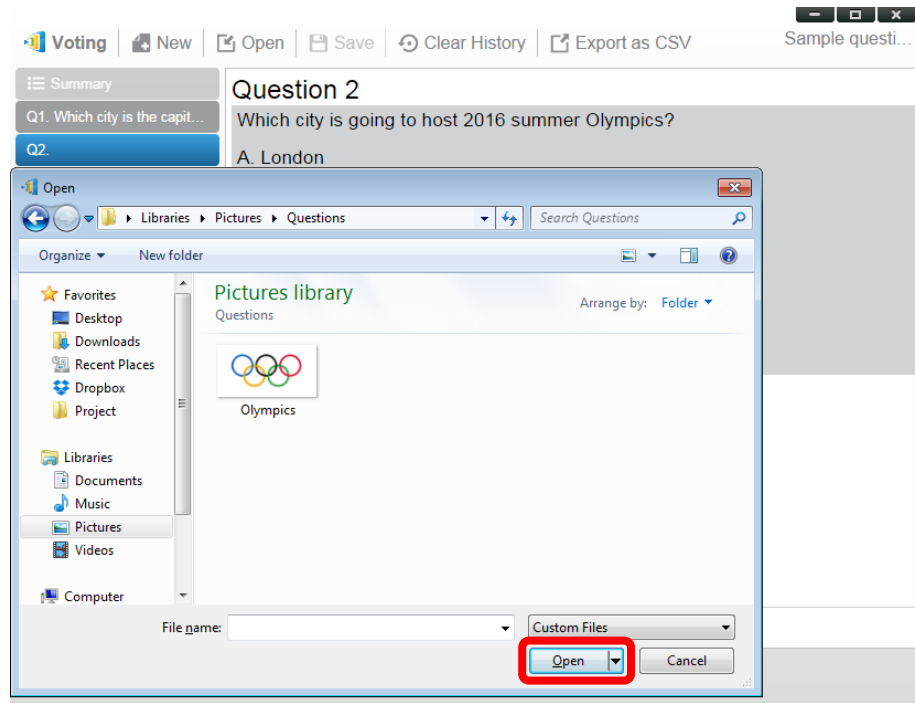 Voting New Open Save Clear History Export as CSV Sample questi...
Summary
Question 2
Q1. Which city is the capit...
Which city is going to host 2016 summer Olympics?
Q2.
A. London
Open
Libraries Pictures Questions Search Questions
Organize New folder
Favorites
Desktop
Downloads
Recent Places
Dropbox
Project
Libraries
Documents
Music
Pictures
Videos
Computer
Pictures library
Questions
Arrange by: Folder
Olympics
File name: Custom Files
Open Cancel